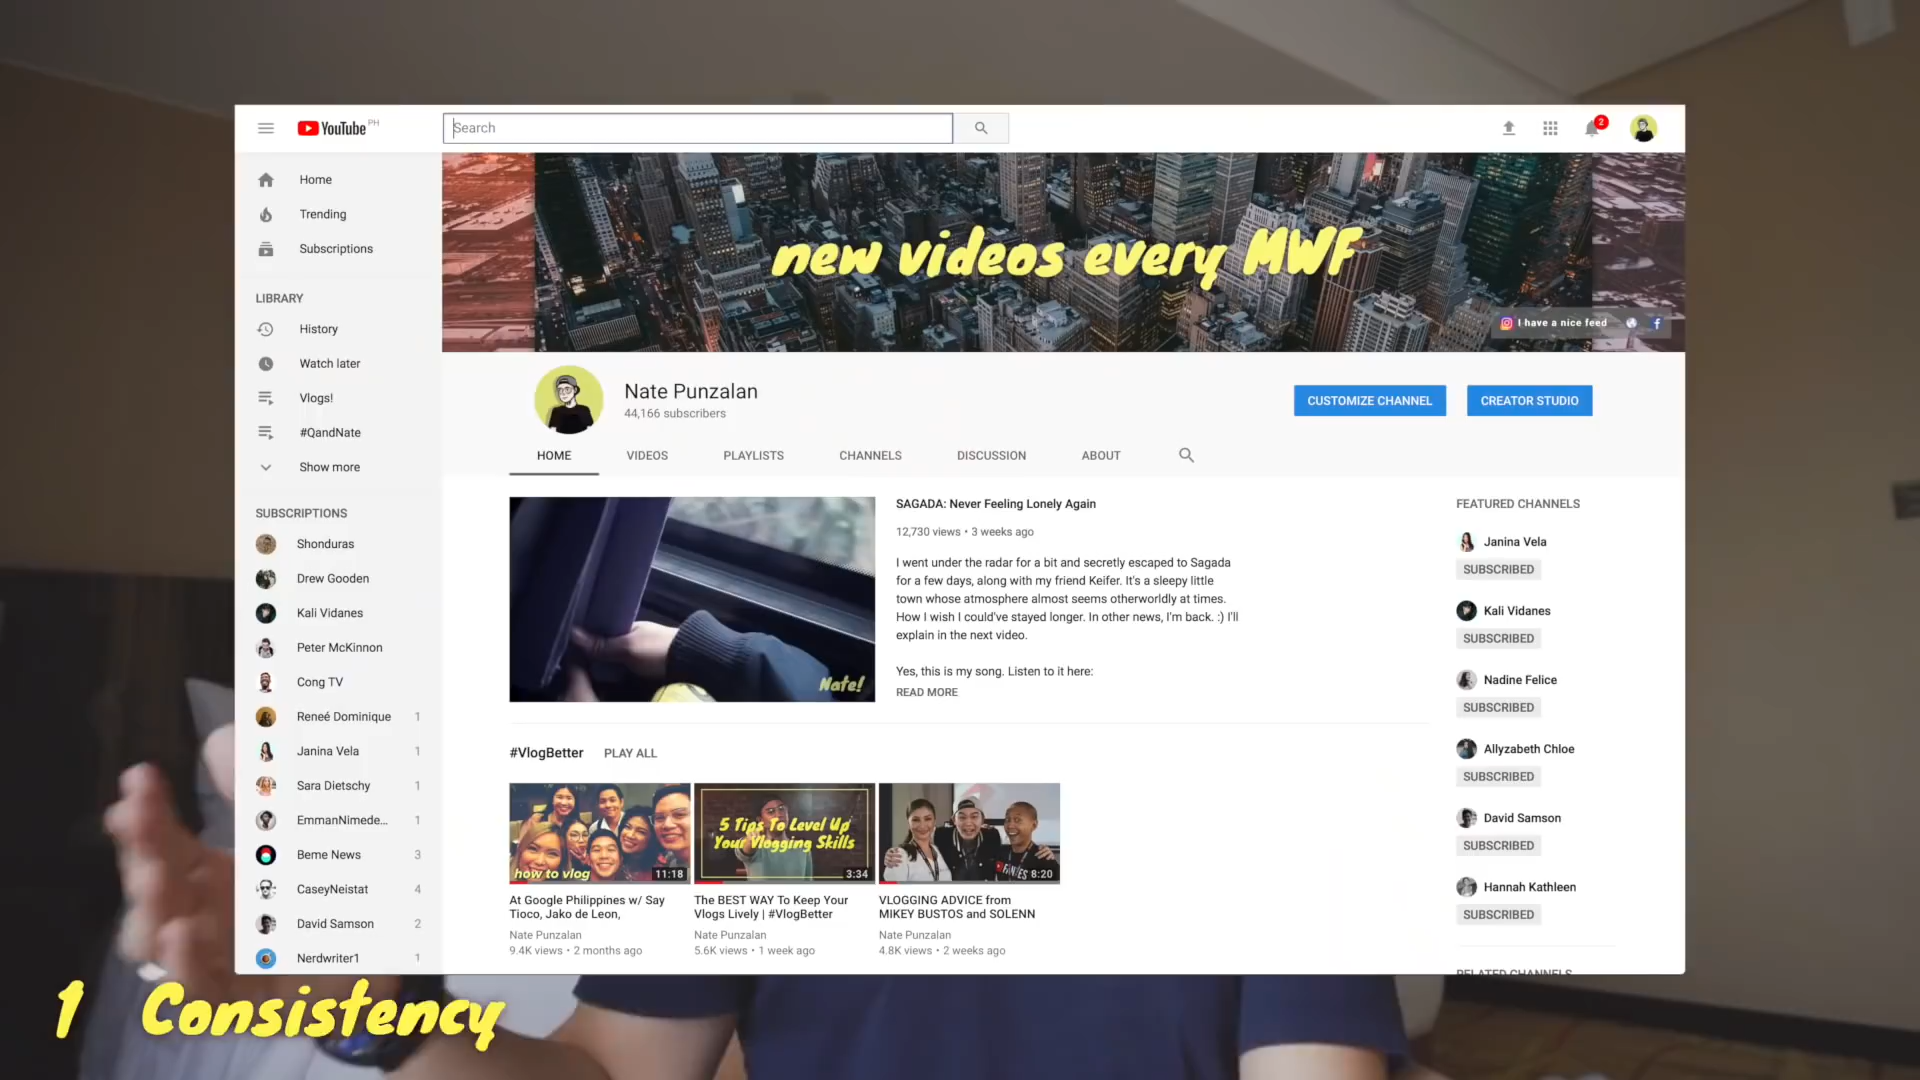 YouTube PH
Search
2
Home
Trending
Subscriptions
LIBRARY
History
Watch later
Vlogs!
#QandNate
Show more
SUBSCRIPTIONS
Shonduras
Drew Gooden
Kali Vidanes
Peter McKinnon
Cong TV
Reneé Dominique 1
Janina Vela 1
Sara Dietschy 1
EmmanNimede... 1
Beme News 3
CaseyNeistat 4
David Samson 2
Nerdwriter1 1
new videos every MWF
I have a nice feed
Nate Punzalan
44,166 subscribers
CUSTOMIZE CHANNEL
CREATOR STUDIO
HOME VIDEOS PLAYLISTS CHANNELS DISCUSSION ABOUT
Nate!
SAGADA: Never Feeling Lonely Again
12,730 views • 3 weeks ago
I went under the radar for a bit and secretly escaped to Sagada
for a few days, along with my friend Keifer. It's a sleepy little
town whose atmosphere almost seems otherworldly at times.
How I wish I could've stayed longer. In other news, I'm back. :) I'll
explain in the next video.
Yes, this is my song. Listen to it here:
READ MORE
#VlogBetter PLAY ALL
how to vlog
11:18
At Google Philippines w/ Say
Tioco, Jako de Leon,
Nate Punzalan
9.4K views • 2 months ago
5 Tips To Level Up
Your Vlogging Skills
3:34
The BEST WAY To Keep Your
Vlogs Lively | #VlogBetter
Nate Punzalan
5.6K views • 1 week ago
8:20
VLOGGING ADVICE from
MIKEY BUSTOS and SOLENN
Nate Punzalan
4.8K views • 2 weeks ago
FEATURED CHANNELS
Janina Vela
SUBSCRIBED
Kali Vidanes
SUBSCRIBED
Nadine Felice
SUBSCRIBED
Allyzabeth Chloe
SUBSCRIBED
David Samson
SUBSCRIBED
Hannah Kathleen
SUBSCRIBED
RELATED CHANNELS
1 Consistency